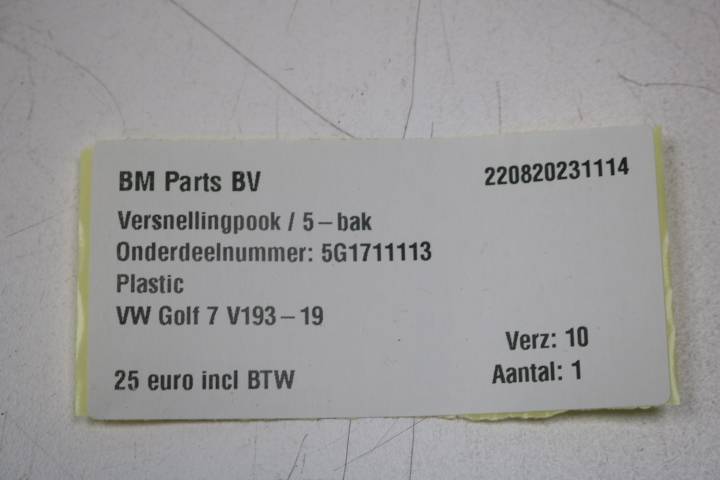 BM Parts BV
220820231114
Versnellingpook / 5-bak
Onderdeelnummer: 5G1711113
Plastic
VW Golf 7 V193-19
Verz: 10
25 euro incl BTW
Aantal: 1